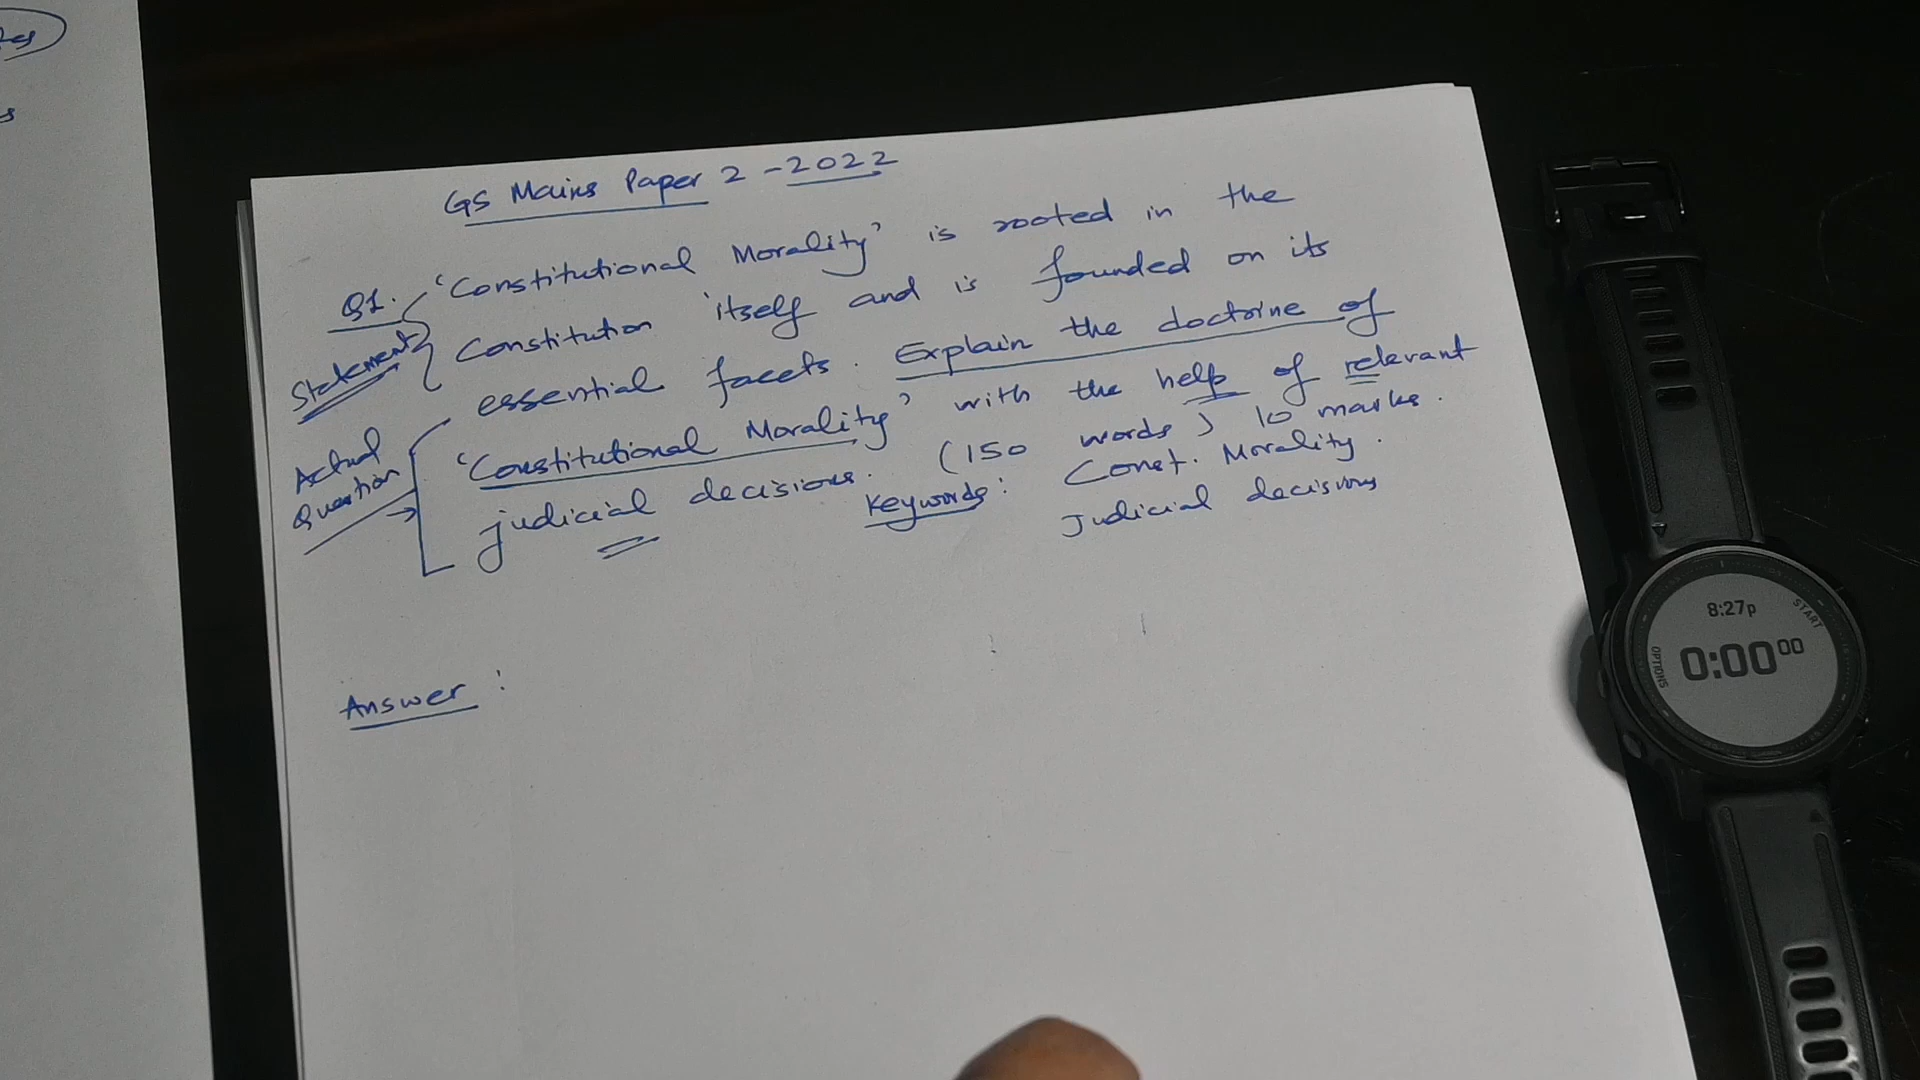 GS Mains Paper 2 - 2022
Q1. 'Constitutional Morality' is rooted in the
Constitution itself and is founded on its
essential facets. Explain the doctrine of
'Constitutional Morality' with the help of relevant
judicial decisions. (150 words) 10 marks.
Statement
Actual
Question
Keywords: Const. Morality.
Judicial decisions
Answer :
8:27p
START
0:00 00
OPTIONS